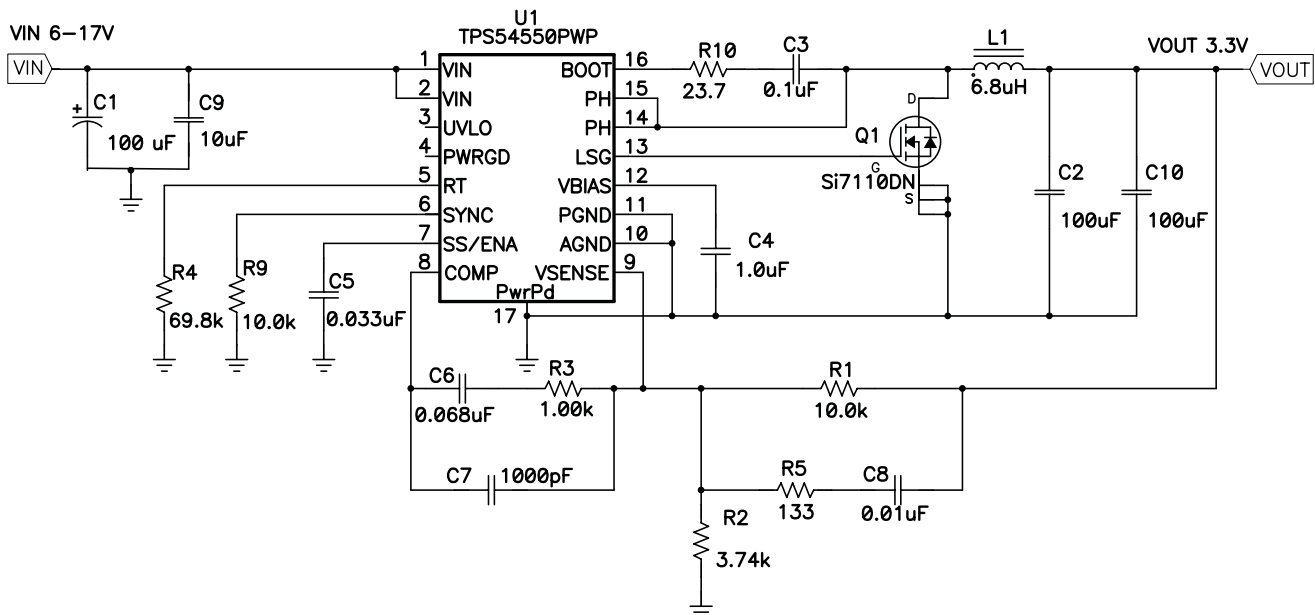 U1
TPS54550PWP
VIN 6-17V
VIN
C1
+
100 uF
C9
10uF
1 VIN
2 VIN
3 UVLO
4 PWRGD
5 RT
6 SYNC
7 SS/ENA
8 COMP
BOOT 16
PH 15
PH 14
LSG 13
VBIAS 12
PGND 11
AGND 10
VSENSE 9
PwrPd
17
R10
23.7
C3
0.1uF
L1
6.8uH
VOUT 3.3V
VOUT
D
Q1
G
Si7110DN
S
C2
100uF
C10
100uF
C4
1.0uF
R4
69.8k
R9
10.0k
C5
0.033uF
C6
0.068uF
R3
1.00k
R1
10.0k
C7
1000pF
R5
133
C8
0.01uF
R2
3.74k